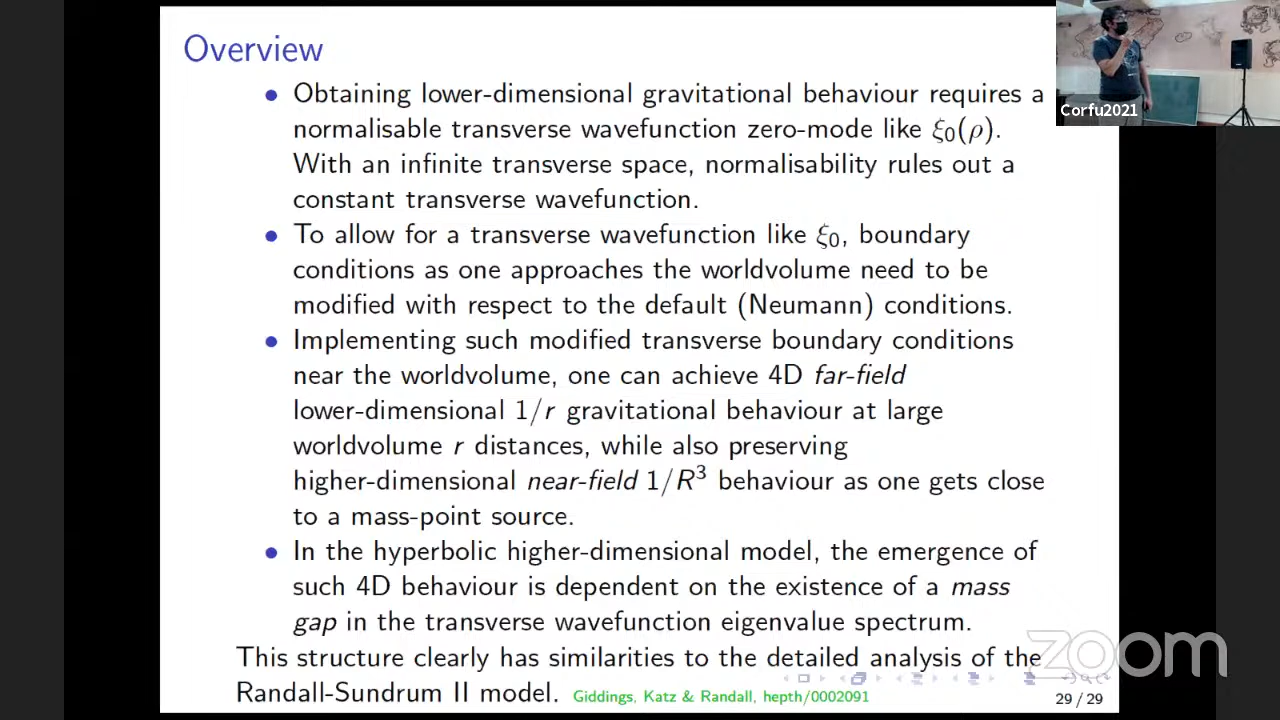 Overview
• Obtaining lower-dimensional gravitational behaviour requires a
normalisable transverse wavefunction zero-mode like ξ₀(ρ).
With an infinite transverse space, normalisability rules out a
constant transverse wavefunction.
• To allow for a transverse wavefunction like ξ₀, boundary
conditions as one approaches the worldvolume need to be
modified with respect to the default (Neumann) conditions.
• Implementing such modified transverse boundary conditions
near the worldvolume, one can achieve 4D far-field
lower-dimensional 1/r gravitational behaviour at large
worldvolume r distances, while also preserving
higher-dimensional near-field 1/R³ behaviour as one gets close
to a mass-point source.
• In the hyperbolic higher-dimensional model, the emergence of
such 4D behaviour is dependent on the existence of a mass
gap in the transverse wavefunction eigenvalue spectrum.
This structure clearly has similarities to the detailed analysis of the
Randall-Sundrum II model. Giddings, Katz & Randall, hepth/0002091
29 / 29
Corfu2021
zoom